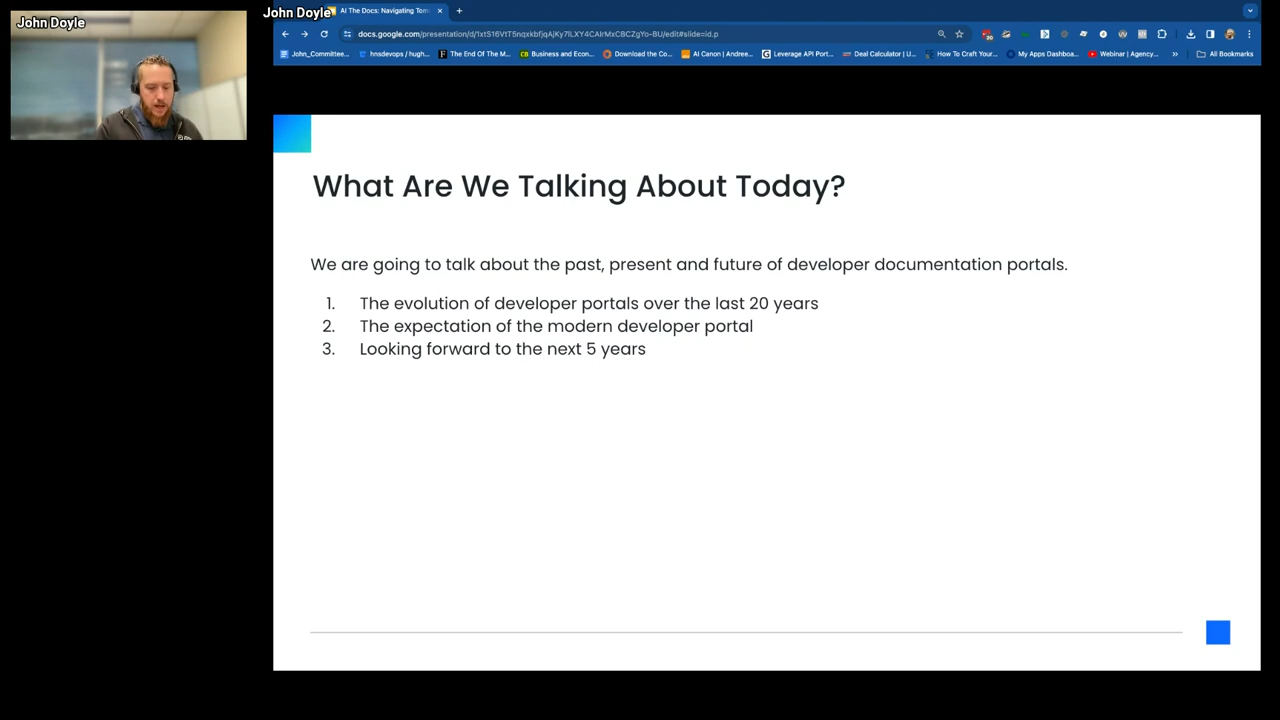 John Doyle
John Doyle
AI The Docs: Navigating Tom
docs.google.com/presentation/d/
/edit#slide=id.p
John_Committee...
hnsdevops / hugh...
The End Of The M...
Business and Econ...
Download the Co...
AI Canon | Andree...
Leverage API Port...
Deal Calculator | U...
How To Craft Your...
My Apps Dashboa...
Webinar | Agency...
»
All Bookmarks
What Are We Talking About Today?
We are going to talk about the past, present and future of developer documentation portals.
1. The evolution of developer portals over the last 20 years
2. The expectation of the modern developer portal
3. Looking forward to the next 5 years